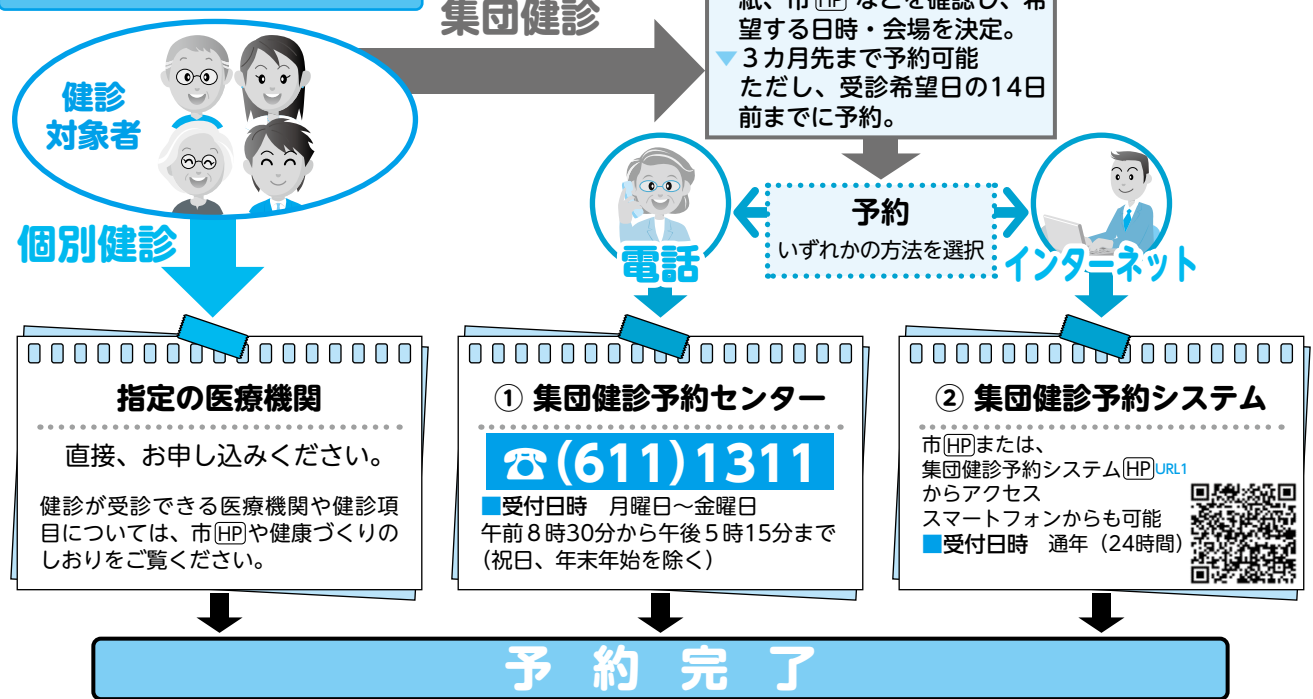 集団健診
紙、市HPなどを確認し、希
望する日時・会場を決定。
▼３カ月先まで予約可能
ただし、受診希望日の14日
前までに予約。
健診
対象者
個別健診
予約
いずれかの方法を選択
電話
インターネット
指定の医療機関
直接、お申し込みください。
健診が受診できる医療機関や健診項
目については、市HPや健康づくりの
しおりをご覧ください。
① 集団健診予約センター
☎(611)1311
■受付日時　月曜日～金曜日
午前８時30分から午後５時15分まで
（祝日、年末年始を除く）
② 集団健診予約システム
市HPまたは、
集団健診予約システムHP URL1
からアクセス
スマートフォンからも可能
■受付日時　通年（24時間）
予約完了